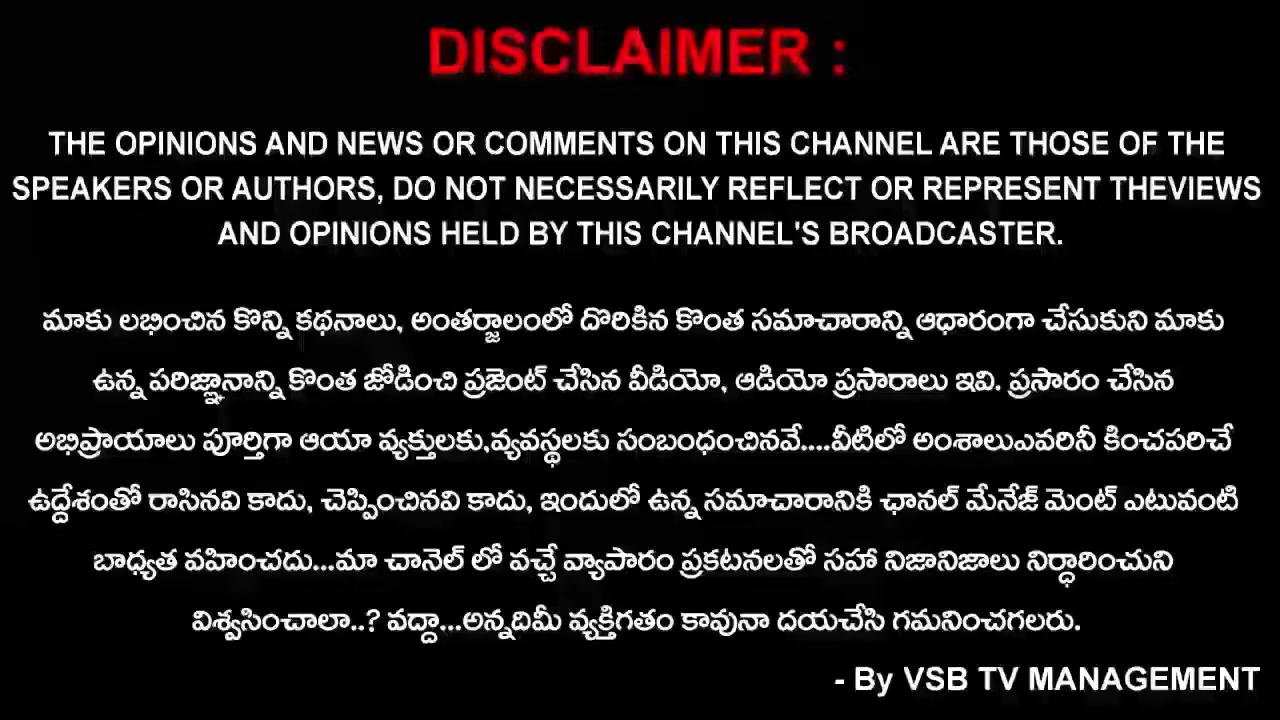 DISCLAIMER :
THE OPINIONS AND NEWS OR COMMENTS ON THIS CHANNEL ARE THOSE OF THE
SPEAKERS OR AUTHORS, DO NOT NECESSARILY REFLECT OR REPRESENT THEVIEWS
AND OPINIONS HELD BY THIS CHANNEL'S BROADCASTER.
మాకు లభించిన కొన్ని కథనాలు, అంతర్జాలంలో దొరికిన కొంత సమాచారాన్ని ఆధారంగా చేసుకుని మాకు
ఉన్న పరిజ్ఞానాన్ని కొంత జోడించి ప్రజెంట్ చేసిన వీడియో, ఆడియో ప్రసారాలు ఇవి. ప్రసారం చేసిన
అభిప్రాయాలు పూర్తిగా ఆయా వ్యక్తులకు,వ్యవస్థలకు సంబంధంచినవే....వీటిలో అంశాలుఎవరినీ కించపరిచే
ఉద్దేశంతో రాసినవి కాదు, చెప్పించినవి కాదు, ఇందులో ఉన్న సమాచారానికి ఛానల్ మేనేజ్ మెంట్ ఎటువంటి
బాధ్యత వహించదు...మా చానెల్ లో వచ్చే వ్యాపారం ప్రకటనలతో సహా నిజానిజాలు నిర్ధారించుని
విశ్వసించాలా..? వద్దా...అన్నదిమీ వ్యక్తిగతం కావునా దయచేసి గమనించగలరు.
- By VSB TV MANAGEMENT